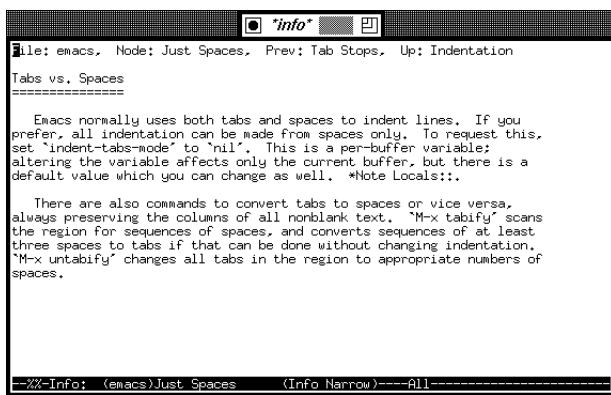 *info*
File: emacs, Node: Just Spaces, Prev: Tab Stops, Up: Indentation
Tabs vs. Spaces
===============
Emacs normally uses both tabs and spaces to indent lines. If you
prefer, all indentation can be made from spaces only. To request this,
set `indent-tabs-mode' to `nil'. This is a per-buffer variable;
altering the variable affects only the current buffer, but there is a
default value which you can change as well. *Note Locals::.
There are also commands to convert tabs to spaces or vice versa,
always preserving the columns of all nonblank text. `M-x tabify' scans
the region for sequences of spaces, and converts sequences of at least
three spaces to tabs if that can be done without changing indentation.
`M-x untabify' changes all tabs in the region to appropriate numbers of
spaces.
--%%-Info: (emacs)Just Spaces (Info Narrow)----All-----------------------